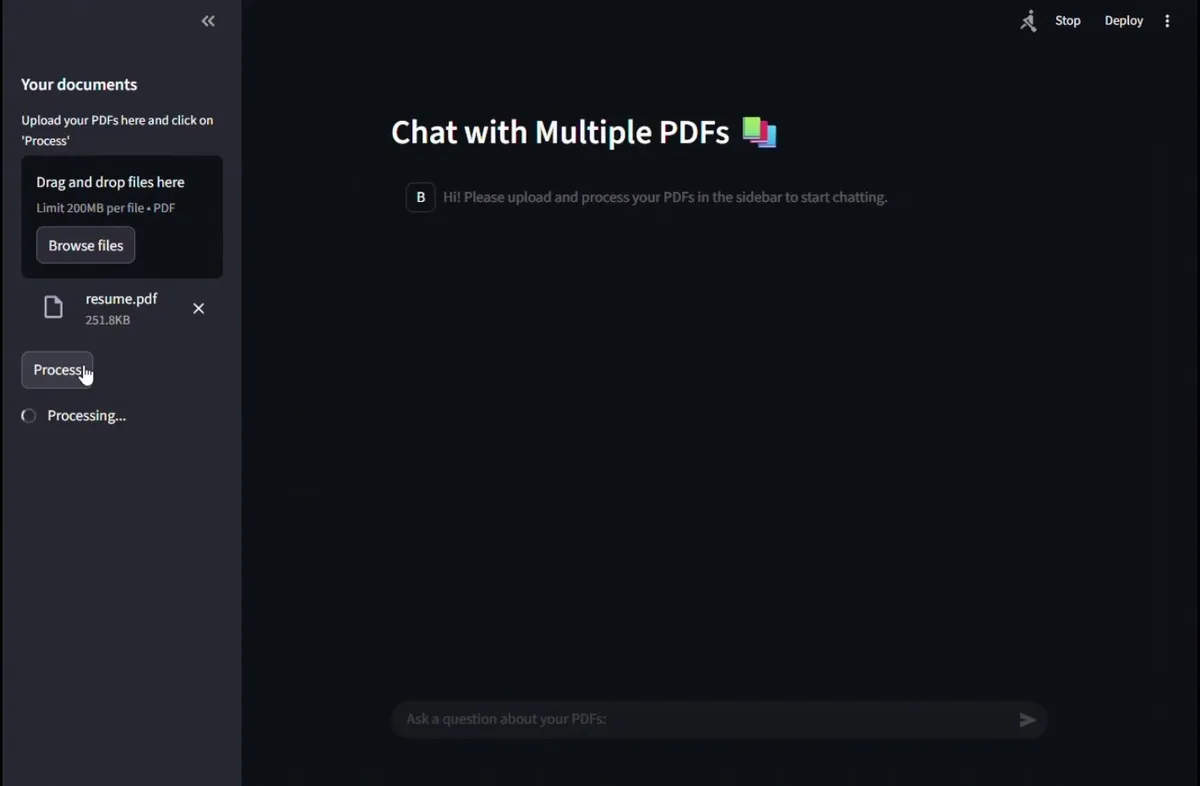 Stop
Deploy
Your documents
Upload your PDFs here and click on
'Process'
Drag and drop files here
Limit 200MB per file • PDF
Browse files
resume.pdf
251.8KB
Process
Processing...
Chat with Multiple PDFs
B
Hi! Please upload and process your PDFs in the sidebar to start chatting.
Ask a question about your PDFs: